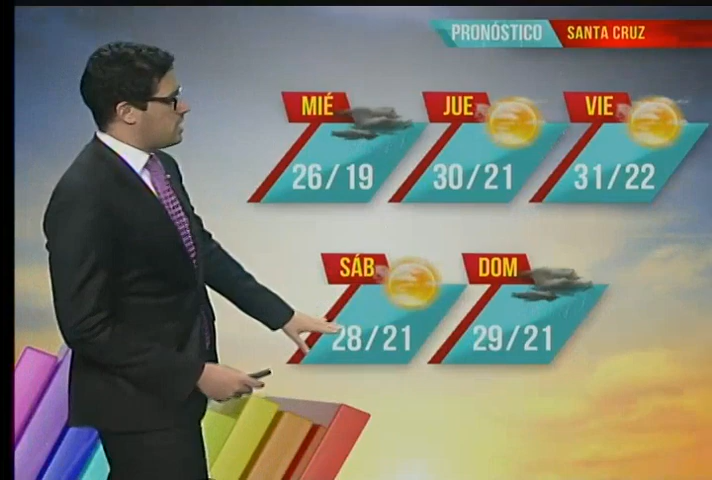 PRONÓSTICO SANTA CRUZ
MIÉ JUE VIE
26/19 30/21 31/22
SÁB DOM
28/21 29/21